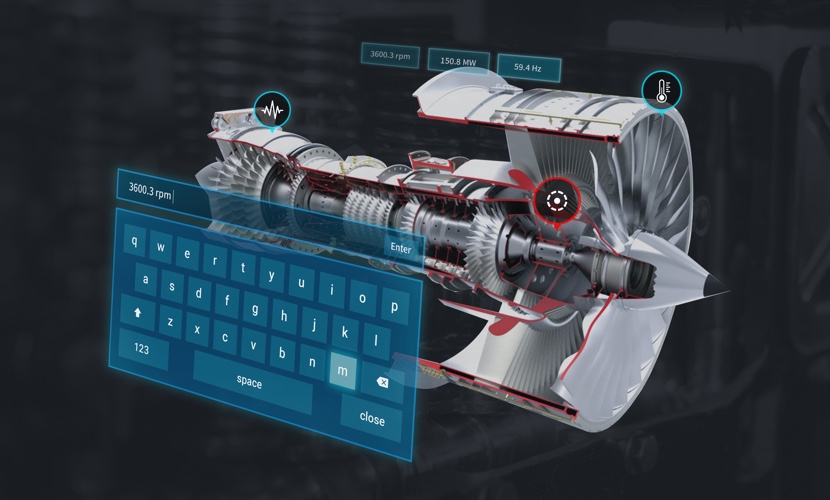 3600.3 rpm
150.8 MW
59.4 Hz
3600.3 rpm
Enter
q w e r t y u i o p
a s d f g h j k l
z x c v b n m
123 space close